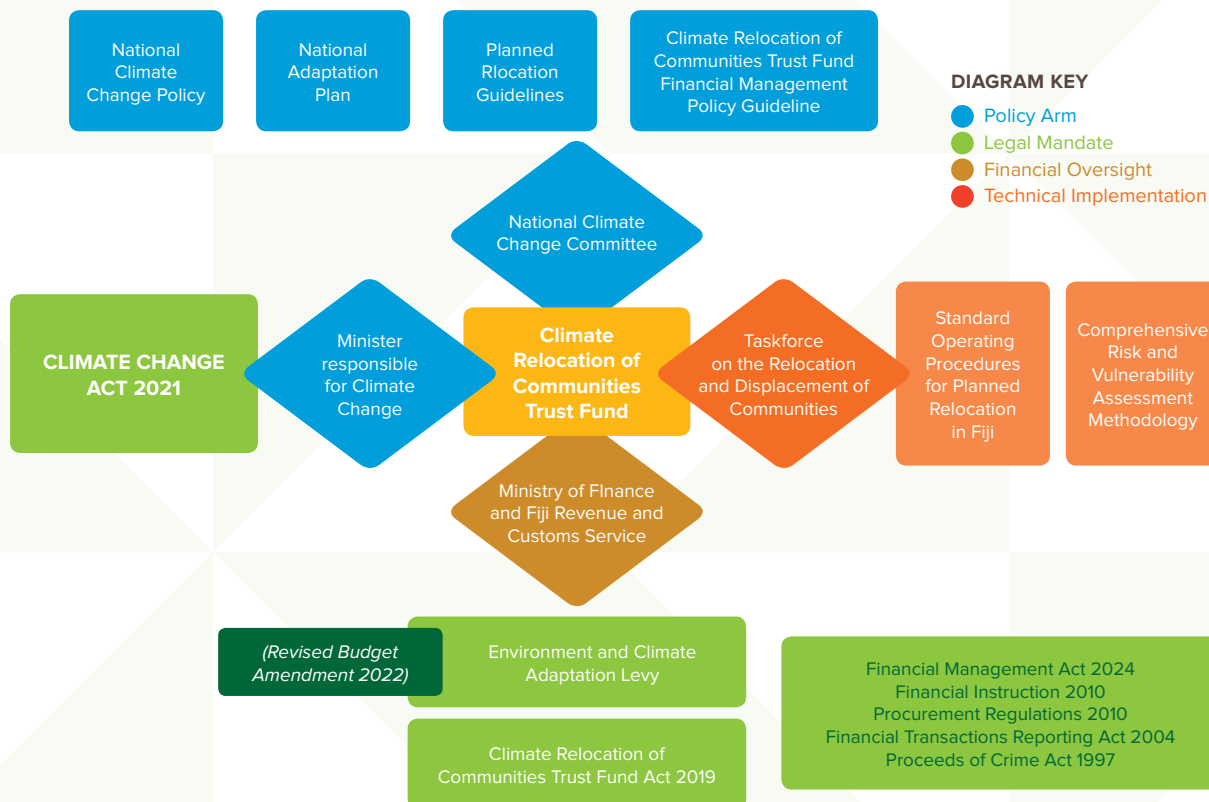 National
Climate
Change Policy
National
Adaptation
Plan
Planned
Rlocation
Guidelines
Climate Relocation of
Communities Trust Fund
Financial Management
Policy Guideline
DIAGRAM KEY
Policy Arm
Legal Mandate
Financial Oversight
Technical Implementation
National Climate
Change Committee
CLIMATE CHANGE
ACT 2021
Minister
responsible
for Climate
Change
Climate
Relocation of
Communities
Trust Fund
Taskforce
on the Relocation
and Displacement of
Communities
Standard
Operating
Procedures
for Planned
Relocation
in Fiji
Comprehensive
Risk and
Vulnerability
Assessment
Methodology
Ministry of FInance
and Fiji Revenue and
Customs Service
(Revised Budget
Amendment 2022)
Environment and Climate
Adaptation Levy
Climate Relocation of
Communities Trust Fund Act 2019
Financial Management Act 2024
Financial Instruction 2010
Procurement Regulations 2010
Financial Transactions Reporting Act 2004
Proceeds of Crime Act 1997